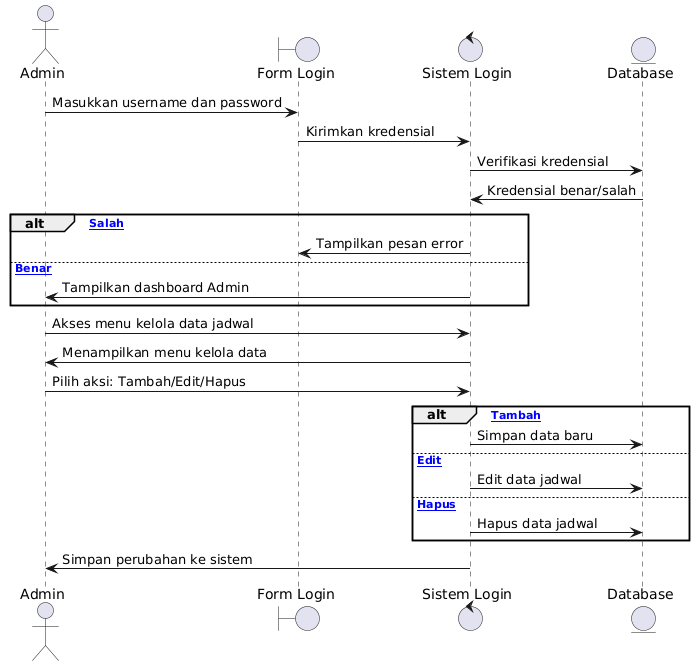 Admin
Form Login
Sistem Login
Database
Masukkan username dan password
Kirimkan kredensial
Verifikasi kredensial
Kredensial benar/salah
alt
Salah
Tampilkan pesan error
Benar
Tampilkan dashboard Admin
Akses menu kelola data jadwal
Menampilkan menu kelola data
Pilih aksi: Tambah/Edit/Hapus
alt
Tambah
Simpan data baru
Edit
Edit data jadwal
Hapus
Hapus data jadwal
Simpan perubahan ke sistem
Admin
Form Login
Sistem Login
Database